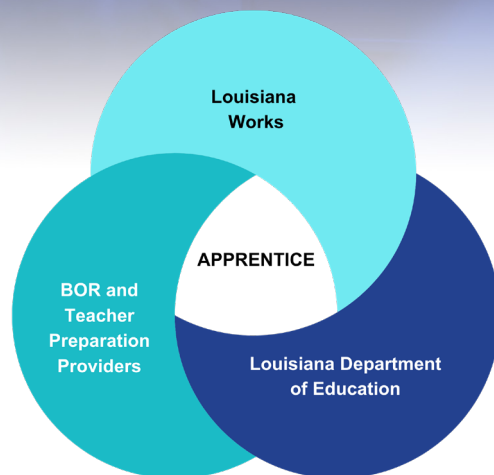 Louisiana
Works
APPRENTICE
BOR and
Teacher
Preparation
Providers
Louisiana Department
of Education